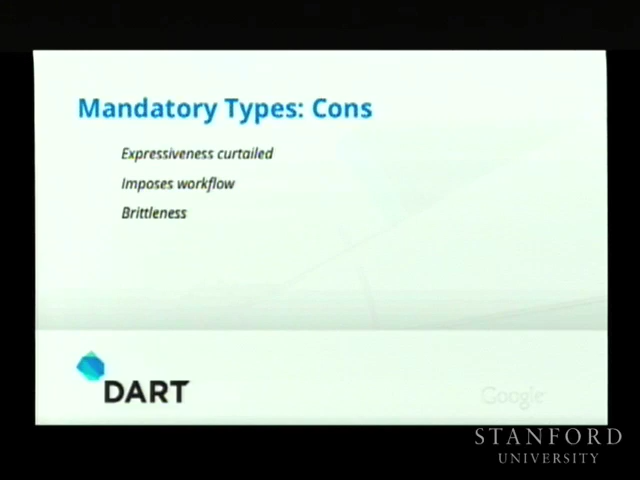 Mandatory Types: Cons
Expressiveness curtailed
Imposes workflow
Brittleness
DART
Google
STANFORD
UNIVERSITY